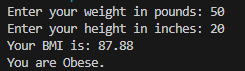 Enter your weight in pounds: 50
Enter your height in inches: 20
Your BMI is: 87.88
You are Obese.